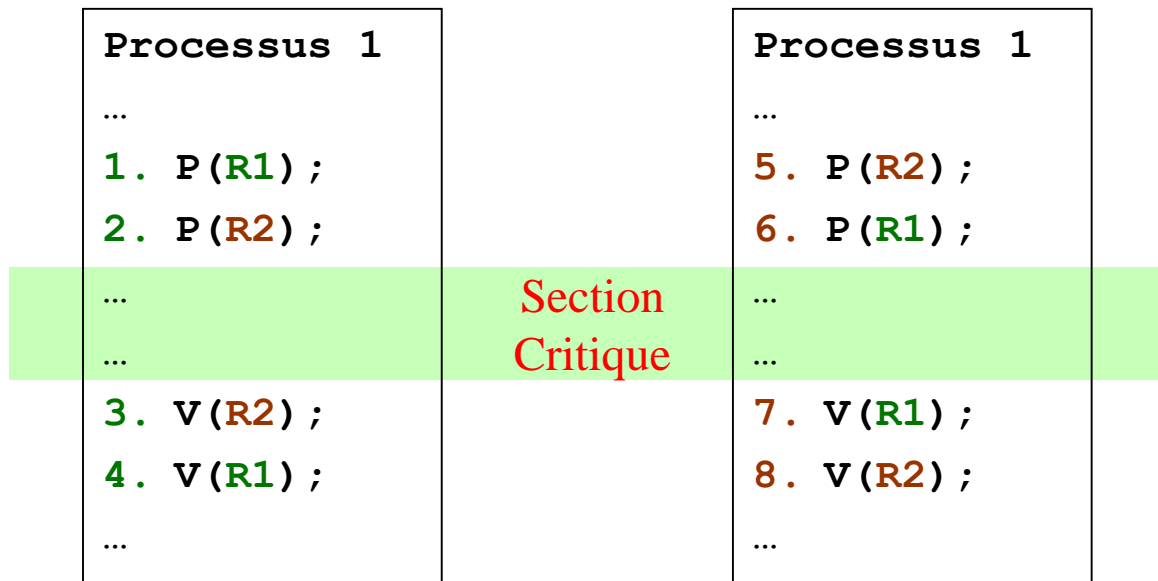 Processus 1
…
1. P(R1);
2. P(R2);
…
…
3. V(R2);
4. V(R1);
…
Section
Critique
Processus 1
…
5. P(R2);
6. P(R1);
…
…
7. V(R1);
8. V(R2);
…